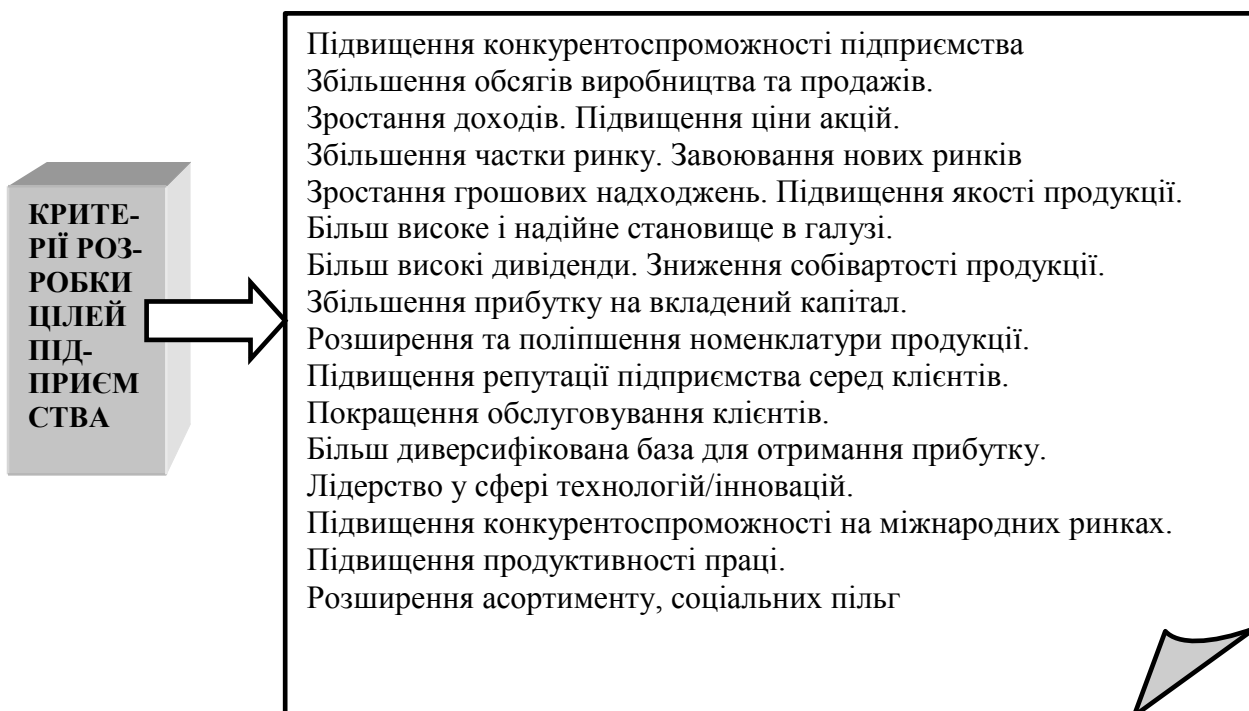 КРИТЕ-
РІЇ РОЗ-
РОБКИ
ЦІЛЕЙ
ПІД-
ПРИЄМ
СТВА
Підвищення конкурентоспроможності підприємства
Збільшення обсягів виробництва та продажів.
Зростання доходів. Підвищення ціни акцій.
Збільшення частки ринку. Завоювання нових ринків
Зростання грошових надходжень. Підвищення якості продукції.
Більш високе і надійне становище в галузі.
Більш високі дивіденди. Зниження собівартості продукції.
Збільшення прибутку на вкладений капітал.
Розширення та поліпшення номенклатури продукції.
Підвищення репутації підприємства серед клієнтів.
Покращення обслуговування клієнтів.
Більш диверсифікована база для отримання прибутку.
Лідерство у сфері технологій/інновацій.
Підвищення конкурентоспроможності на міжнародних ринках.
Підвищення продуктивності праці.
Розширення асортименту, соціальних пільг